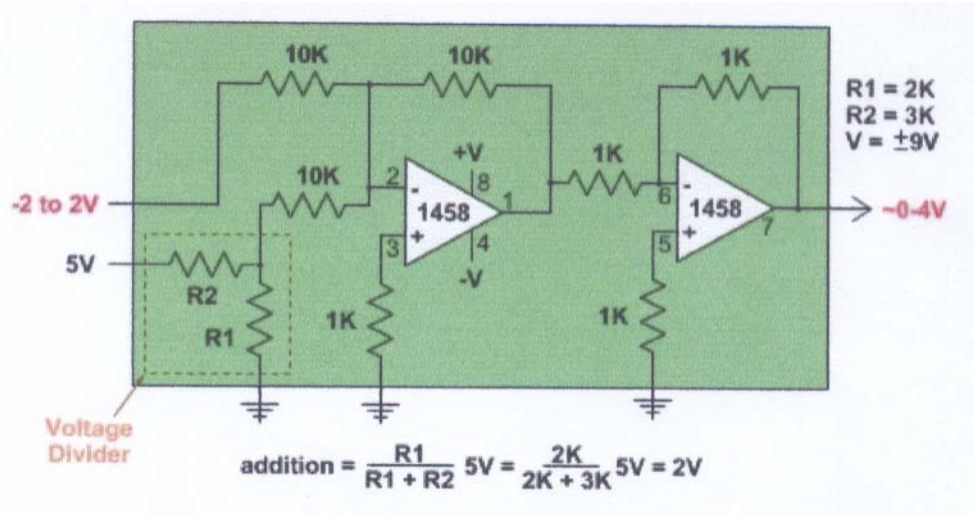 10K
10K
1K
R1 = 2K
R2 = 3K
V = ±9V
+V
10K
2
-
8
1
1K
6
-
-2 to 2V
1458
1458
~0-4V
3
+
4
5
+
7
5V
-V
R2
R1
1K
1K
Voltage
Divider
addition = R1 / R1 + R2 5V = 2K / 2K + 3K 5V = 2V